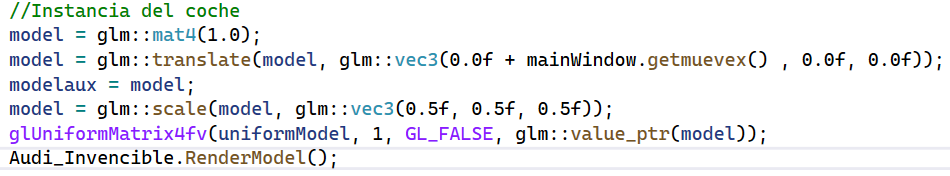 //Instancia del coche
model = glm::mat4(1.0);
model = glm::translate(model, glm::vec3(0.0f + mainWindow.getmuevex() , 0.0f, 0.0f));
modelaux = model;
model = glm::scale(model, glm::vec3(0.5f, 0.5f, 0.5f));
glUniformMatrix4fv(uniformModel, 1, GL_FALSE, glm::value_ptr(model));
Audi_Invencible.RenderModel();